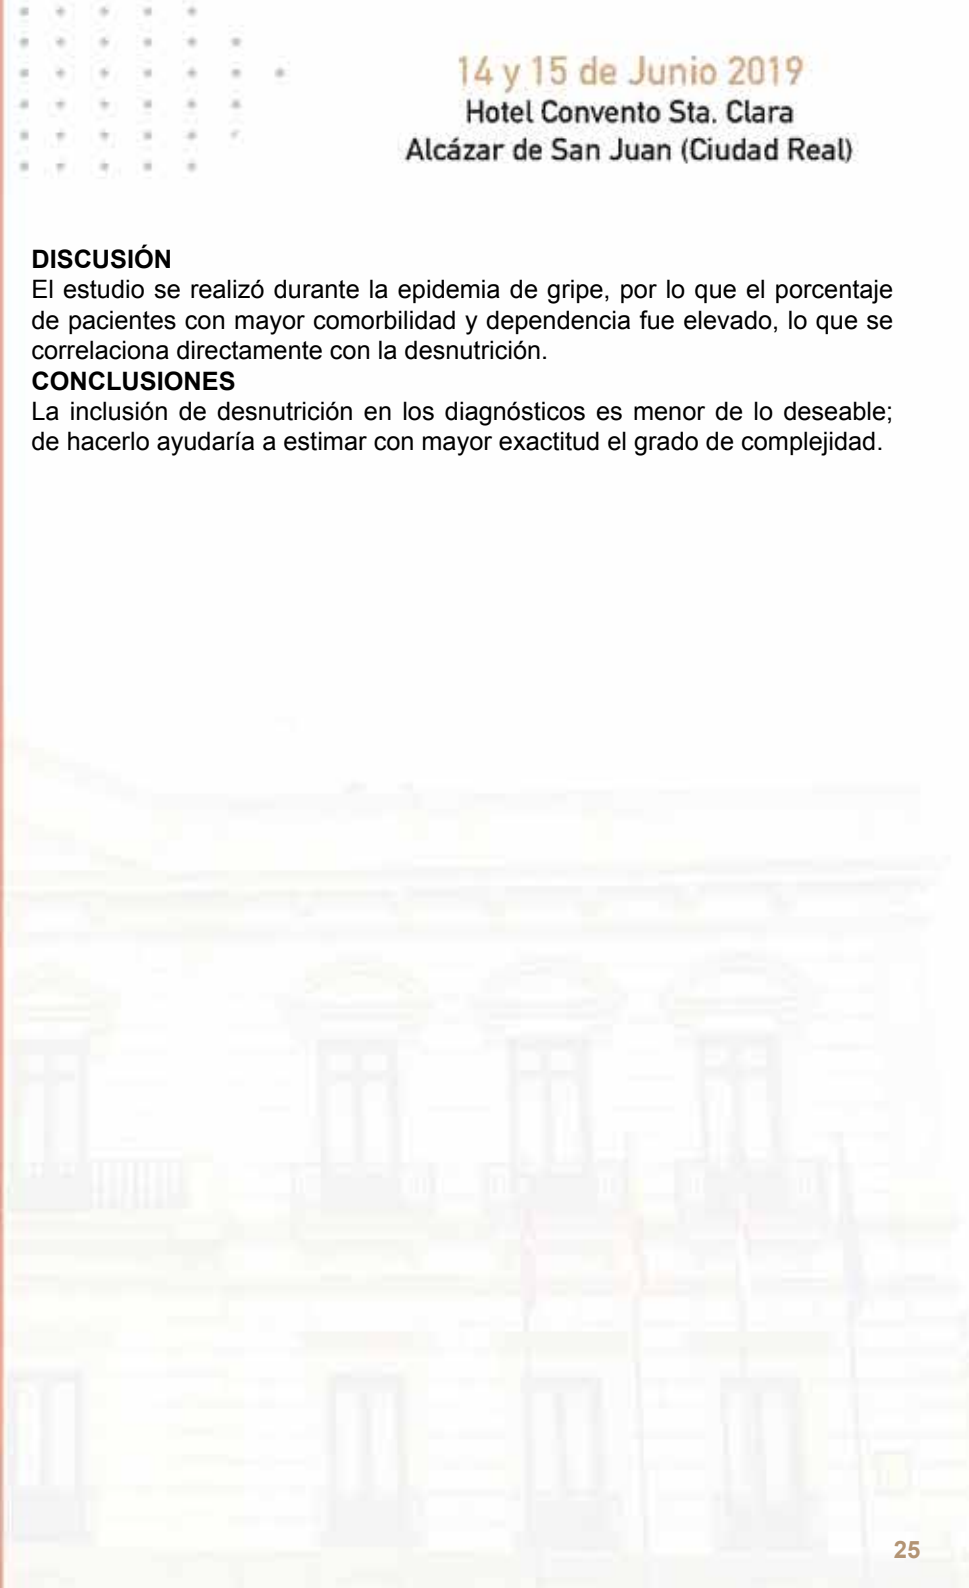 14 y 15 de Junio 2019
Hotel Convento Sta. Clara
Alcázar de San Juan (Ciudad Real)
DISCUSIÓN
El estudio se realizó durante la epidemia de gripe, por lo que el porcentaje
de pacientes con mayor comorbilidad y dependencia fue elevado, lo que se
correlaciona directamente con la desnutrición.
CONCLUSIONES
La inclusión de desnutrición en los diagnósticos es menor de lo deseable;
de hacerlo ayudaría a estimar con mayor exactitud el grado de complejidad.
25